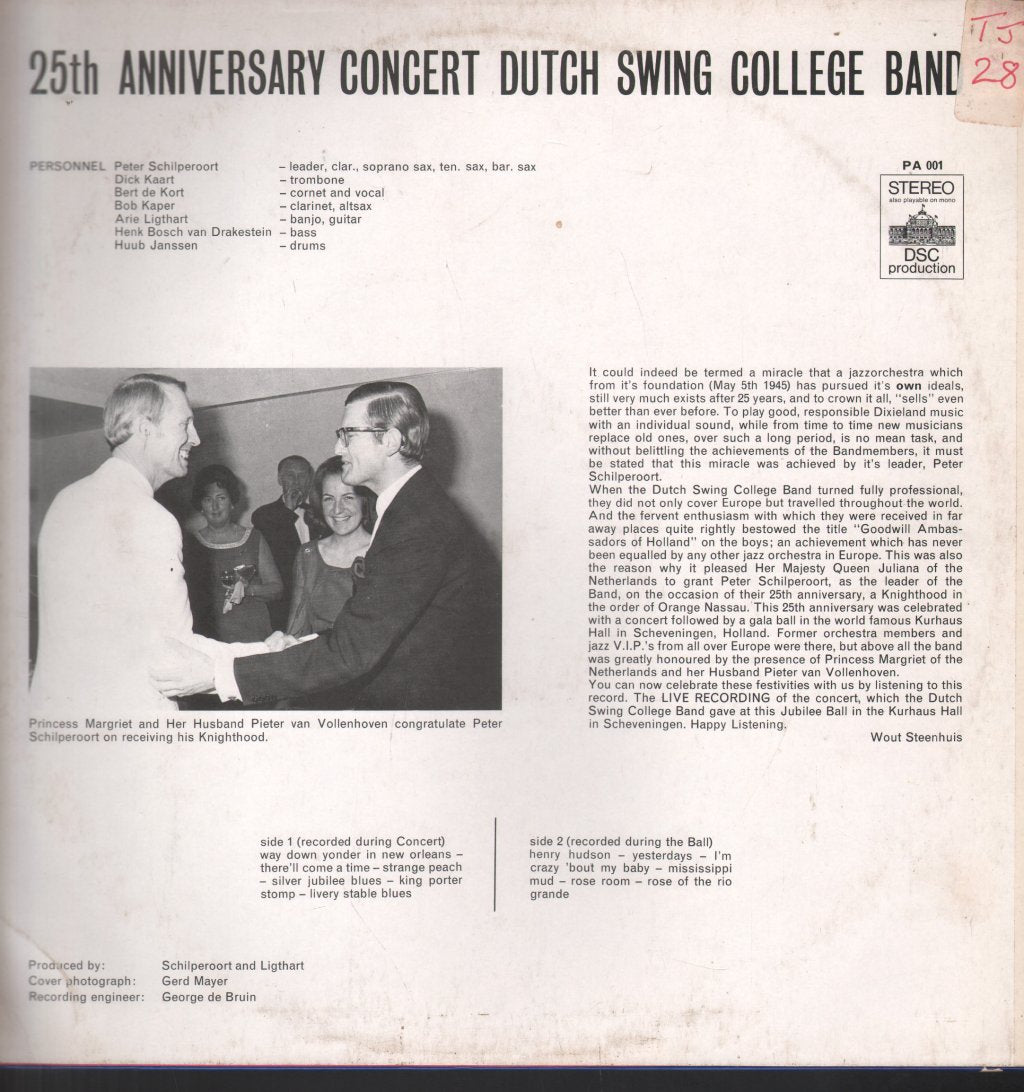 25th ANNIVERSARY CONCERT DUTCH SWING COLLEGE BAND
TJ
28
PERSONNEL Peter Schilperoort – leader, clar., soprano sax, ten. sax, bar. sax
Dick Kaart – trombone
Bert de Kort – cornet and vocal
Bob Kaper – clarinet, altsax
Arie Ligthart – banjo, guitar
Henk Bosch van Drakestein – bass
Huub Janssen – drums
PA 001
STEREO
also playable on mono
DSC
production
It could indeed be termed a miracle that a jazzorchestra which
from it's foundation (May 5th 1945) has pursued it's own ideals,
still very much exists after 25 years, and to crown it all, "sells" even
better than ever before. To play good, responsible Dixieland music
with an individual sound, while from time to time new musicians
replace old ones, over such a long period, is no mean task, and
without belittling the achievements of the Bandmembers, it must
be stated that this miracle was achieved by it's leader, Peter
Schilperoort.
When the Dutch Swing College Band turned fully professional,
they did not only cover Europe but travelled throughout the world.
And the fervent enthusiasm with which they were received in far
away places quite rightly bestowed the title "Goodwill Ambas-
sadors of Holland" on the boys; an achievement which has never
been equalled by any other jazz orchestra in Europe. This was also
the reason why it pleased Her Majesty Queen Juliana of the
Netherlands to grant Peter Schilperoort, as the leader of the
Band, on the occasion of their 25th anniversary, a Knighthood in
the order of Orange Nassau. This 25th anniversary was celebrated
with a concert followed by a gala ball in the world famous Kurhaus
Hall in Scheveningen, Holland. Former orchestra members and
jazz V.I.P.'s from all over Europe were there, but above all the band
was greatly honoured by the presence of Princess Margriet of the
Netherlands and her Husband Pieter van Vollenhoven.
You can now celebrate these festivities with us by listening to this
record. The LIVE RECORDING of the concert, which the Dutch
Swing College Band gave at this Jubilee Ball in the Kurhaus Hall
in Scheveningen. Happy Listening.
Wout Steenhuis
Princess Margriet and Her Husband Pieter van Vollenhoven congratulate Peter
Schilperoort on receiving his Knighthood.
side 1 (recorded during Concert)
way down yonder in new orleans –
there'll come a time – strange peach
– silver jubilee blues – king porter
stomp – livery stable blues
side 2 (recorded during the Ball)
henry hudson – yesterdays – I'm
crazy 'bout my baby – mississippi
mud – rose room – rose of the rio
grande
Produced by: Schilperoort and Ligthart
Cover photograph: Gerd Mayer
Recording engineer: George de Bruin